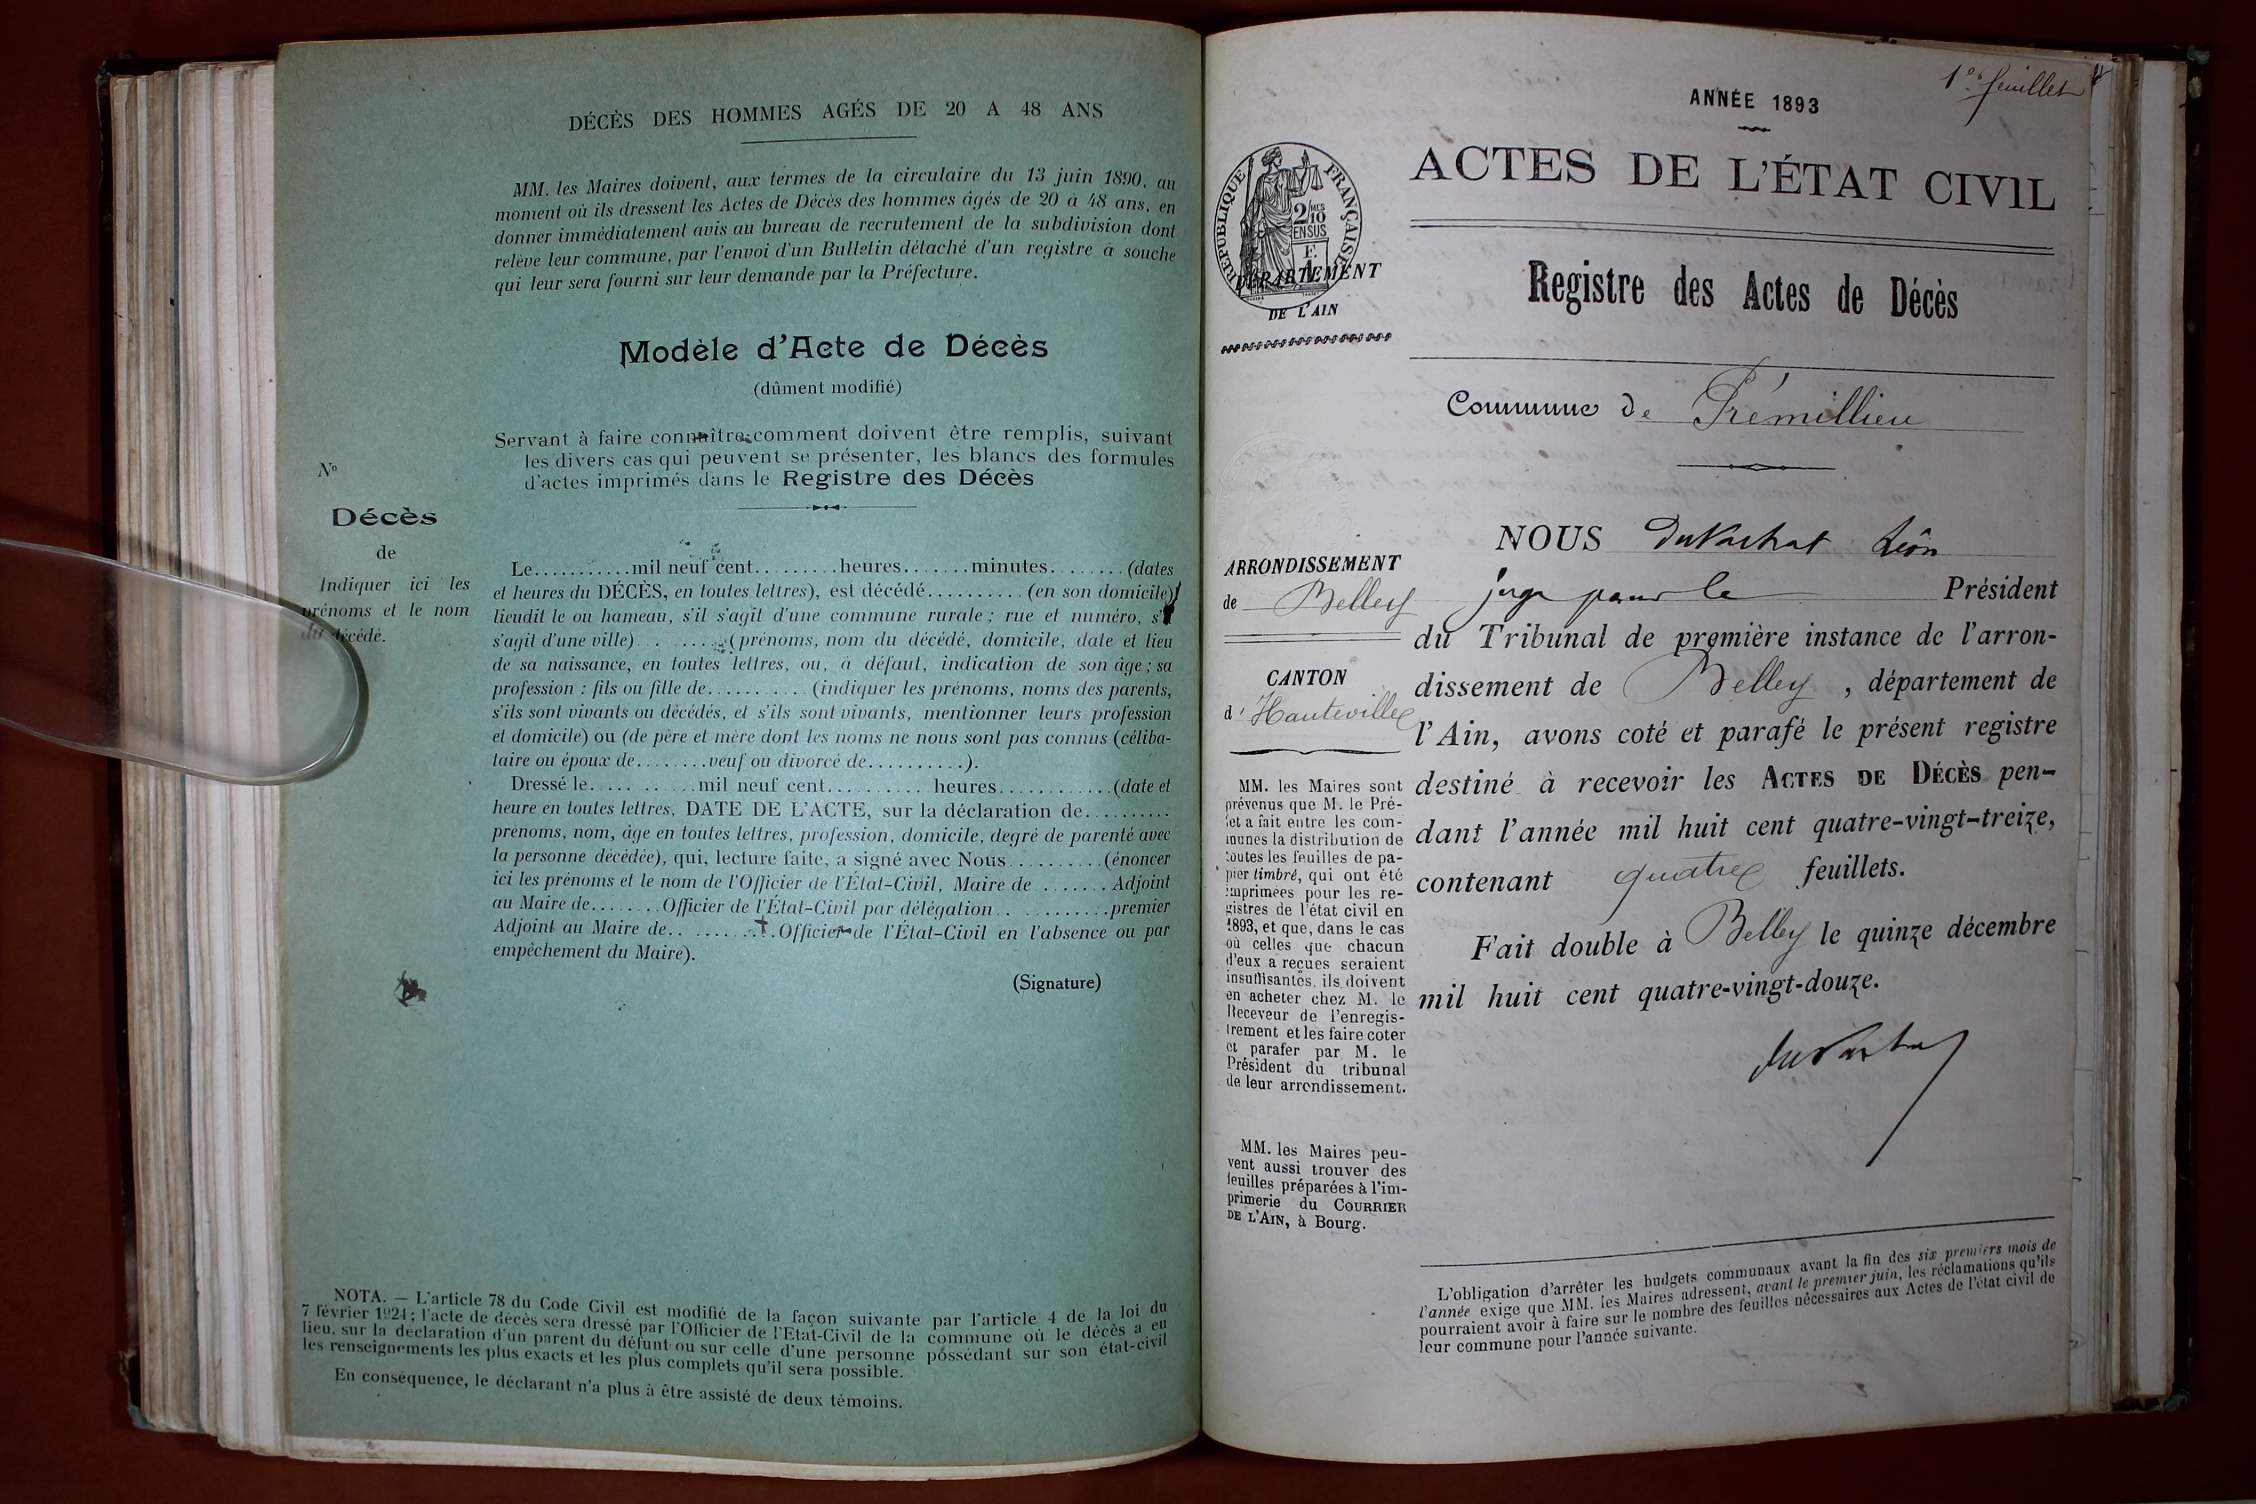 DÉCÈS DES HOMMES AGÉS DE 20 A 48 ANS
MM. les Maires doivent, aux termes de la circulaire du 13 juin 1890, au
moment où ils dressent les Actes de Décès des hommes âgés de 20 à 48 ans, en
donner immédiatement avis au bureau de recrutement de la subdivision dont
relève leur commune, par l'envoi d'un Bulletin détaché d'un registre à souche
qui leur sera fourni sur leur demande par la Préfecture.
Modèle d'Acte de Décès
(dûment modifié)
Servant à faire connaître comment doivent être remplis, suivant
les divers cas qui peuvent se présenter, les blancs des formules
d'actes imprimés dans le Registre des Décès
N°
Décès
de
Indiquer ici les
prénoms et le nom
du décédé.
Le...........mil neuf cent.........heures.......minutes........(dates
et heures du DÉCÈS, en toutes lettres), est décédé..........(en son domicile)
lieudit le ou hameau, s'il s'agit d'une commune rurale ; rue et numéro, s'il
s'agit d'une ville).........(prénoms, nom du décédé, domicile, date et lieu
de sa naissance, en toutes lettres, ou, à défaut, indication de son âge ; sa
profession : fils ou fille de..........(indiquer les prénoms, noms des parents,
s'ils sont vivants ou décédés, et s'ils sont vivants, mentionner leurs profession
et domicile) ou (de père et mère dont les noms ne nous sont pas connus (céliba-
taire ou époux de........veuf ou divorcé de..........).
Dressé le...........mil neuf cent..........heures............(date et
heure en toutes lettres, DATE DE L'ACTE, sur la déclaration de..........
prénoms, nom, âge en toutes lettres, profession, domicile, degré de parenté avec
la personne décédée), qui, lecture faite, a signé avec Nous..........(énoncer
ici les prénoms et le nom de l'Officier de l'État-Civil, Maire de.......Adjoint
au Maire de.......Officier de l'État-Civil par délégation...........premier
Adjoint au Maire de...........Officier de l'État-Civil en l'absence ou par
empêchement du Maire).
(Signature)
NOTA. — L'article 78 du Code Civil est modifié de la façon suivante par l'article 4 de la loi du
7 février 1924 ; l'acte de décès sera dressé par l'Officier de l'Etat-Civil de la commune où le décès a eu
lieu, sur la déclaration d'un parent du défunt ou sur celle d'une personne possédant sur son état-civil
les renseignements les plus exacts et les plus complets qu'il sera possible.
En conséquence, le déclarant n'a plus à être assisté de deux témoins.
1er feuillet
ANNÉE 1893
ACTES DE L'ÉTAT CIVIL
RÉPUBLIQUE FRANÇAISE
2/10 MES
EN SUS
DÉPARTEMENT
DE L'AIN
Registre des Actes de Décès
Commune de Prémillieu
ARRONDISSEMENT
de Belley
CANTON
d'Hauteville
MM. les Maires sont
prévenus que M. le Pré-
fet a fait entre les com-
munes la distribution de
toutes les feuilles de pa-
pier timbré, qui ont été
imprimées pour les re-
gistres de l'état civil en
1893, et que, dans le cas
où celles que chacun
d'eux a reçues seraient
insuffisantes, ils doivent
en acheter chez M. le
Receveur de l'enregis-
trement et les faire coter
et parafer par M. le
Président du tribunal
de leur arrondissement.
MM. les Maires peu-
vent aussi trouver des
feuilles préparées à l'im-
primerie du COURRIER
DE L'AIN, à Bourg.
NOUS Léon
juge pour le Président
du Tribunal de première instance de l'arron-
dissement de Belley, département de
l'Ain, avons coté et parafé le présent registre
destiné à recevoir les ACTES DE DÉCÈS pen-
dant l'année mil huit cent quatre-vingt-treize,
contenant quatre feuillets.
Fait double à Belley le quinze décembre
mil huit cent quatre-vingt-douze.
L'obligation d'arrêter les budgets communaux avant la fin des six premiers mois de
l'année exige que MM. les Maires adressent, avant le premier juin, les réclamations qu'ils
pourraient avoir à faire sur le nombre des feuilles nécessaires aux Actes de l'état civil de
leur commune pour l'année suivante.